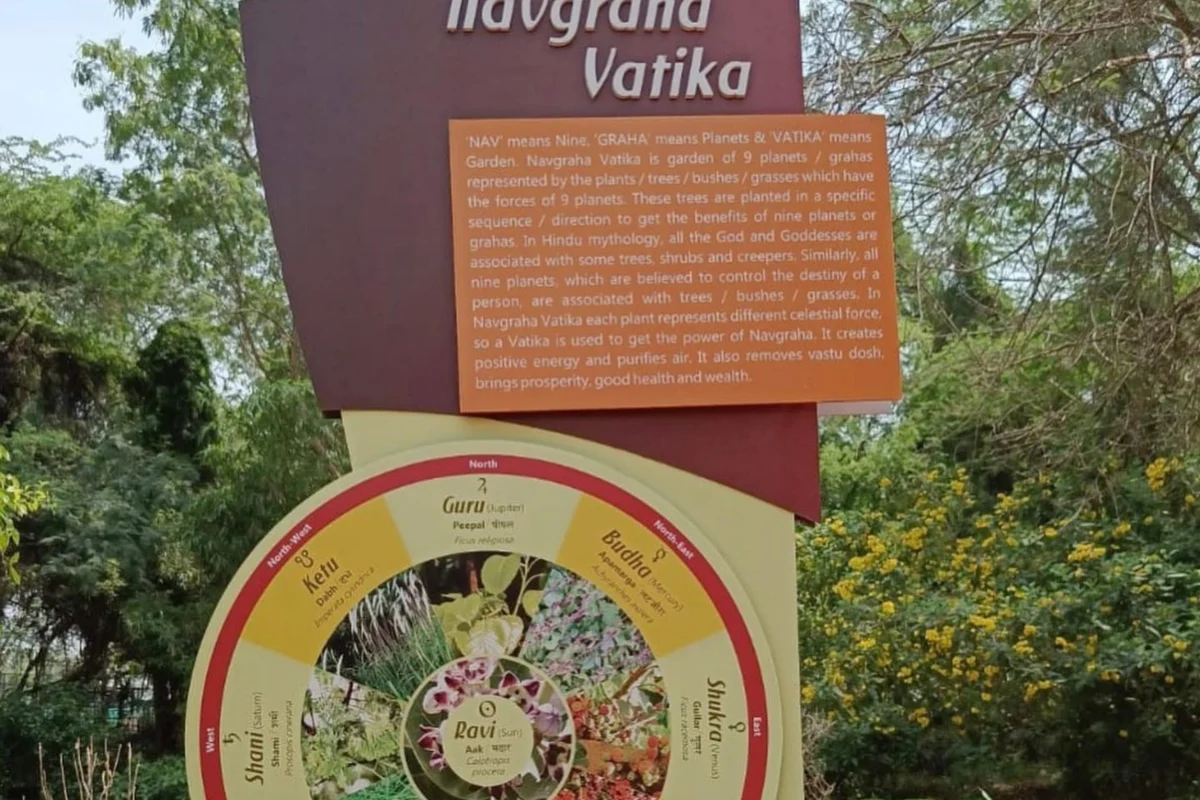 Navgraha
Vatika
'NAV' means Nine, 'GRAHA' means Planets & 'VATIKA' means
Garden. Navgraha Vatika is garden of 9 planets / grahas
represented by the plants / trees / bushes / grasses which have
the forces of 9 planets. These trees are planted in a specific
sequence / direction to get the benefits of nine planets or
grahas. In Hindu mythology, all the God and Goddesses are
associated with some trees, shrubs and creepers. Similarly, all
nine planets, which are believed to control the destiny of a
person, are associated with trees / bushes / grasses. In
Navgraha Vatika each plant represents different celestial force,
so a Vatika is used to get the power of Navgraha. It creates
positive energy and purifies air. It also removes vastu dosh,
brings prosperity, good health and wealth.
North
Guru (Jupiter)
Peepal पीपल
Ficus religiosa
North-West
Ketu
Dabh
Imperata cylindrica
North-East
Budha (Mercury)
Apamarga
Achyranthes aspera
West
Shani (Saturn)
Shami शमी
Prosopis cineraria
East
Shukra (Venus)
Gullar गूलर
Ficus racemosa
Ravi (Sun)
Aak मदार
Calotropis
procera